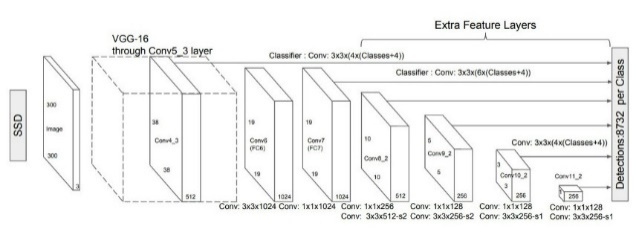 Extra Feature Layers
VGG-16
through Conv5_3 layer
Classifier : Conv: 3x3x(4x(Classes+4))
Classifier : Conv: 3x3x(6x(Classes+4))
SSD
300
Image
300
3
38
Conv4_3
38
512
19
Conv6
(FC6)
19
1024
19
Conv7
(FC7)
19
1024
10
Conv8_2
10
512
5
Conv9_2
5
256
Conv: 3x3x(4x(Classes+4))
3
Conv10_2
3
256
Conv11_2
256
Detections:8732 per Class
Conv: 3x3x1024
Conv: 1x1x1024
Conv: 1x1x256
Conv: 3x3x512-s2
Conv: 1x1x128
Conv: 3x3x256-s2
Conv: 1x1x128
Conv: 3x3x256-s1
Conv: 1x1x128
Conv: 3x3x256-s1